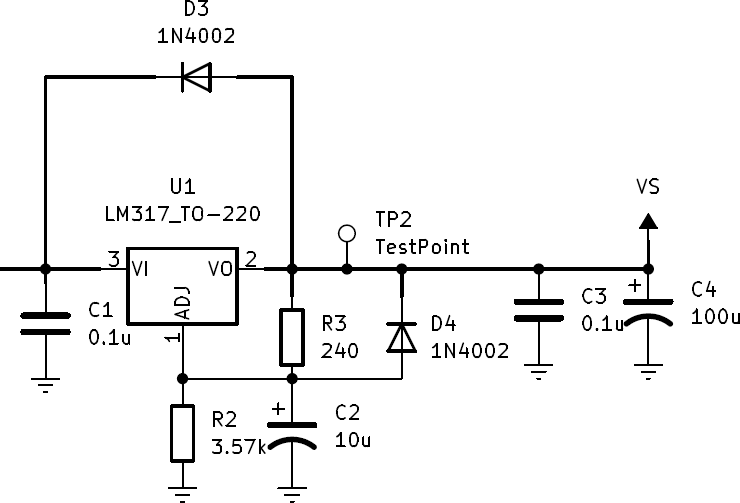 D3
1N4002
U1
LM317_TO-220
VS
TP2
TestPoint
3
VI
VO
2
ADJ
1
C1
0.1u
R3
240
D4
1N4002
C3
0.1u
+
C4
100u
R2
3.57k
+
C2
10u